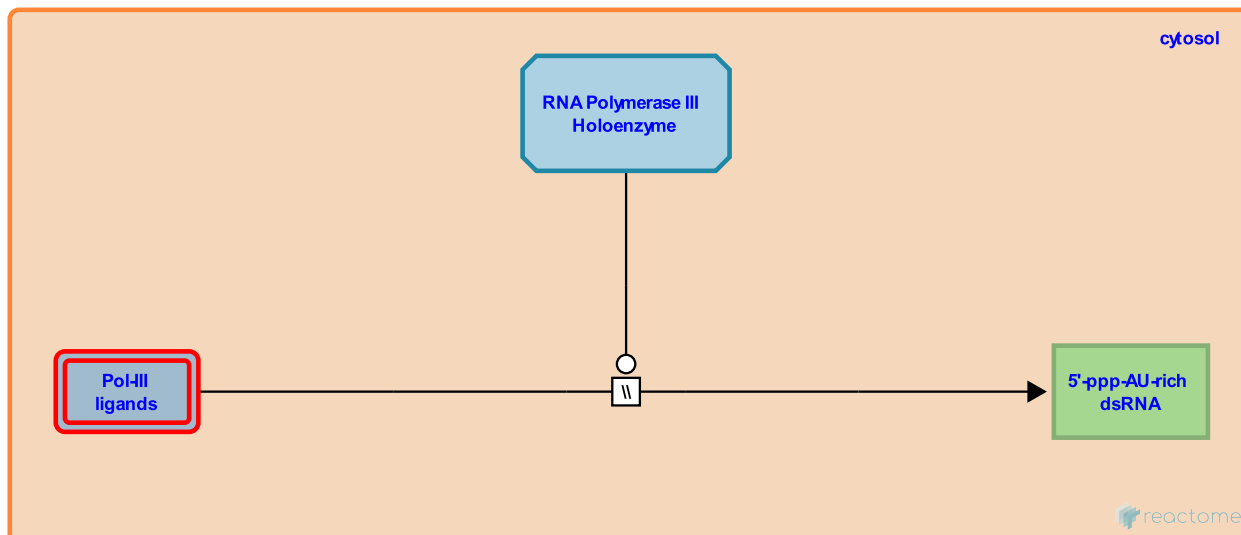 cytosol
RNA Polymerase III
Holoenzyme
Pol-III
ligands
\\
5'-ppp-AU-rich
dsRNA
reactome